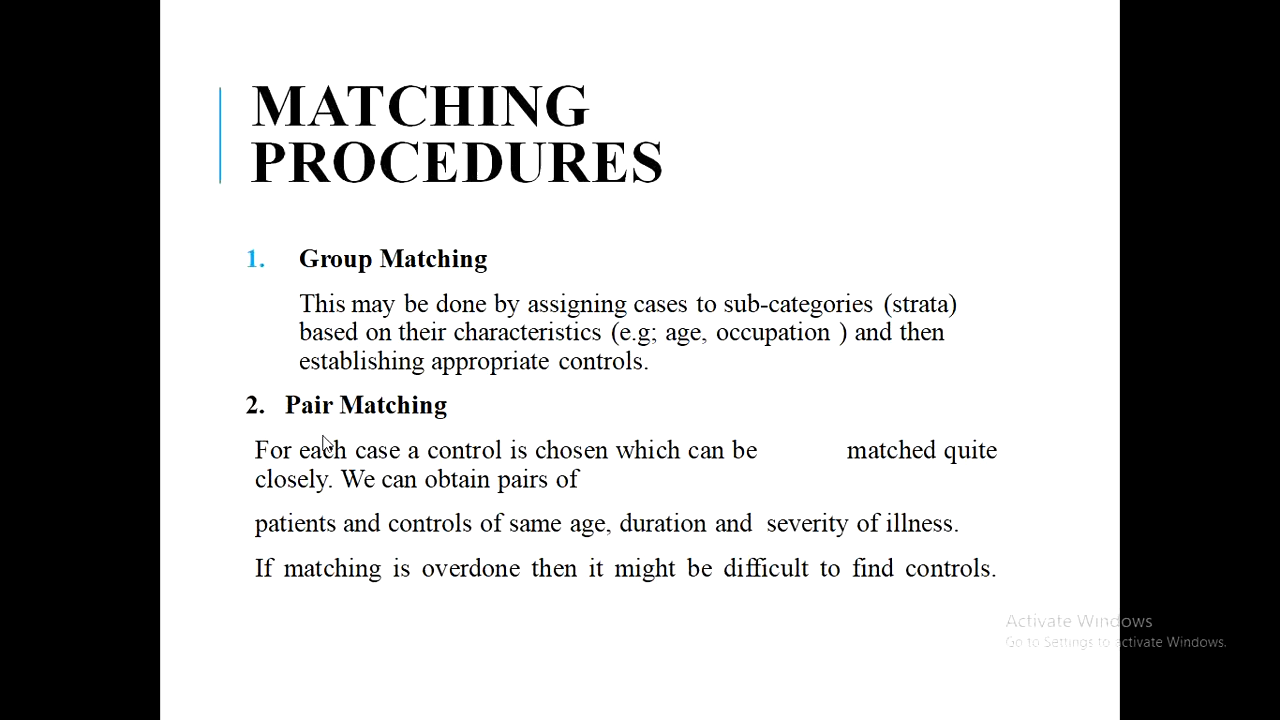 MATCHING
PROCEDURES
1. Group Matching
This may be done by assigning cases to sub-categories (strata)
based on their characteristics (e.g; age, occupation ) and then
establishing appropriate controls.
2. Pair Matching
For each case a control is chosen which can be matched quite
closely. We can obtain pairs of
patients and controls of same age, duration and severity of illness.
If matching is overdone then it might be difficult to find controls.
Activate Windows
Go to Settings to activate Windows.